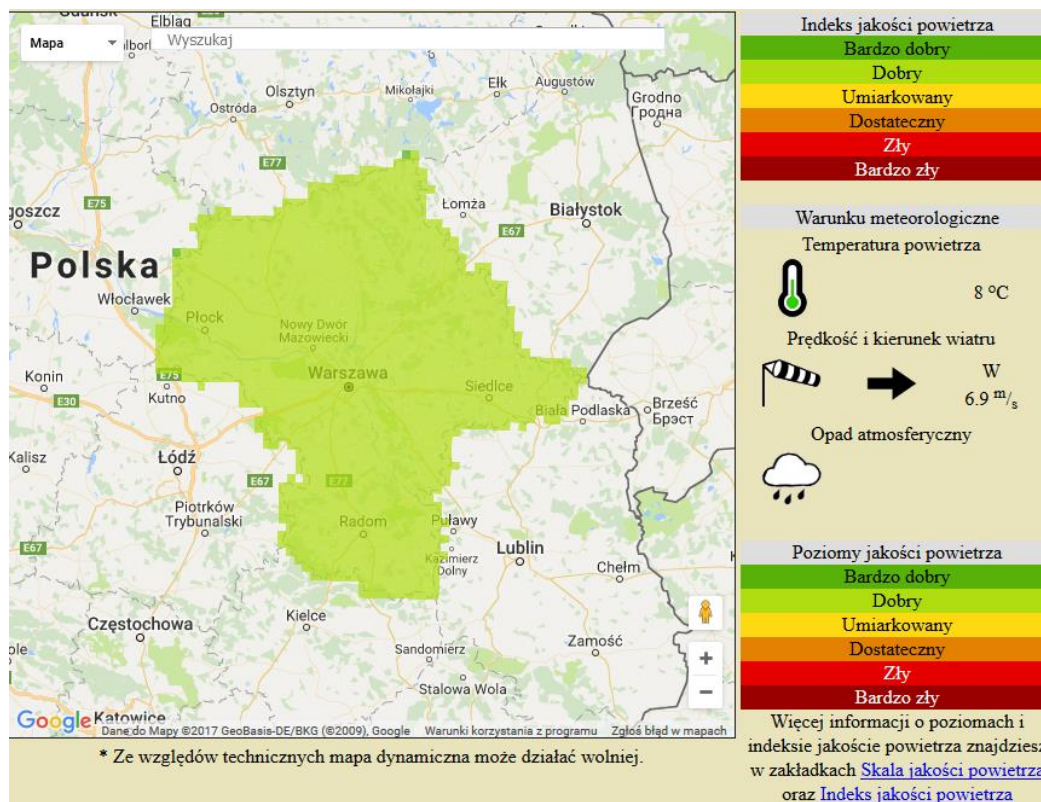 Elbląg
Mapa
Wyszukaj
Olsztyn
Mikołajki
Ełk
Augustów
Ostróda
Grodno
Гродна
E77
E75
Łomża
Białystok
E67
Polska
Włocławek
Płock
Nowy Dwór
Mazowiecki
Konin
E75
Warszawa
Siedlce
E30
Kutno
Biała Podlaska
Brześć
Брэст
Kalisz
Łódź
E67
E77
Piotrków
Trybunalski
Radom
Puławy
E67
Kazimierz
Dolny
Lublin
Chełm
Kielce
Częstochowa
Sandomierz
Zamość
Stalowa Wola
+
−
Google
Katowice
Dane do Mapy ©2017 GeoBasis-DE/BKG (©2009), Google Warunki korzystania z programu Zgłoś błąd w mapach
* Ze względów technicznych mapa dynamiczna może działać wolniej.
Indeks jakości powietrza
Bardzo dobry
Dobry
Umiarkowany
Dostateczny
Zły
Bardzo zły
Warunku meteorologiczne
Temperatura powietrza
8 °C
Prędkość i kierunek wiatru
W
6.9 m/s
Opad atmosferyczny
Poziomy jakości powietrza
Bardzo dobry
Dobry
Umiarkowany
Dostateczny
Zły
Bardzo zły
Więcej informacji o poziomach i
indeksie jakoście powietrza znajdziesz
w zakładkach Skala jakości powietrza
oraz Indeks jakości powietrza